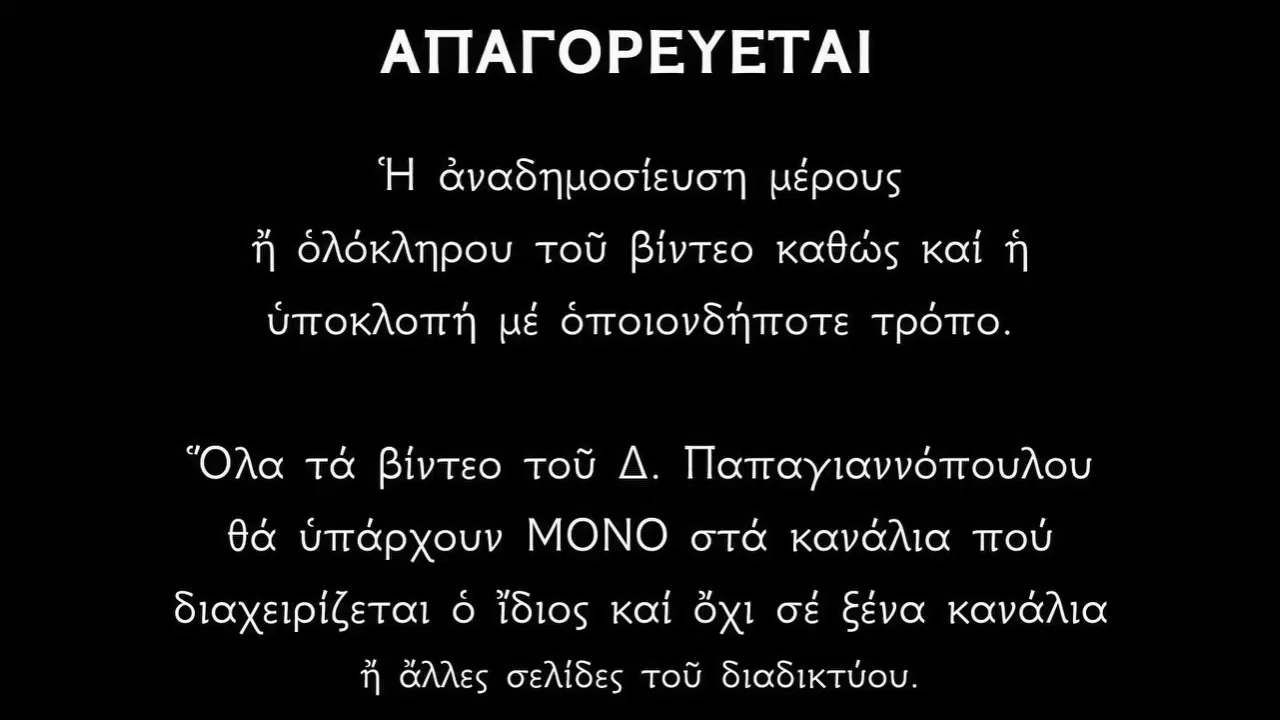 ΑΠΑΓΟΡΕΥΕΤΑΙ
Ἡ ἀναδημοσίευση μέρους
ἤ ὁλόκληρου τοῦ βίντεο καθώς καί ἡ
ὑποκλοπή μέ ὁποιονδήποτε τρόπο.
Ὅλα τά βίντεο τοῦ Δ. Παπαγιαννόπουλου
θά ὑπάρχουν ΜΟΝΟ στά κανάλια πού
διαχειρίζεται ὁ ἴδιος καί ὄχι σέ ξένα κανάλια
ἤ ἄλλες σελίδες τοῦ διαδικτύου.